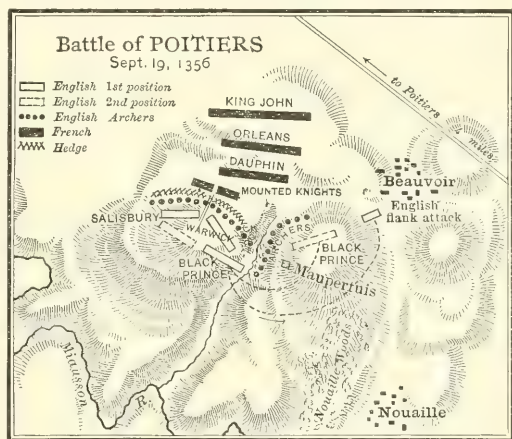 Battle of POITIERS
Sept. 19, 1356
English 1st position
English 2nd position
English Archers
French
Hedge
to Poitiers
miles
KING JOHN
ORLEANS
DAUPHIN
MOUNTED KNIGHTS
Beauvoir
English
flank attack
SALISBURY
WARWICK
BLACK
PRINCE
BLACK
PRINCE
Maupertuis
Miausson
R.
Nouaille Woods
Nouaille